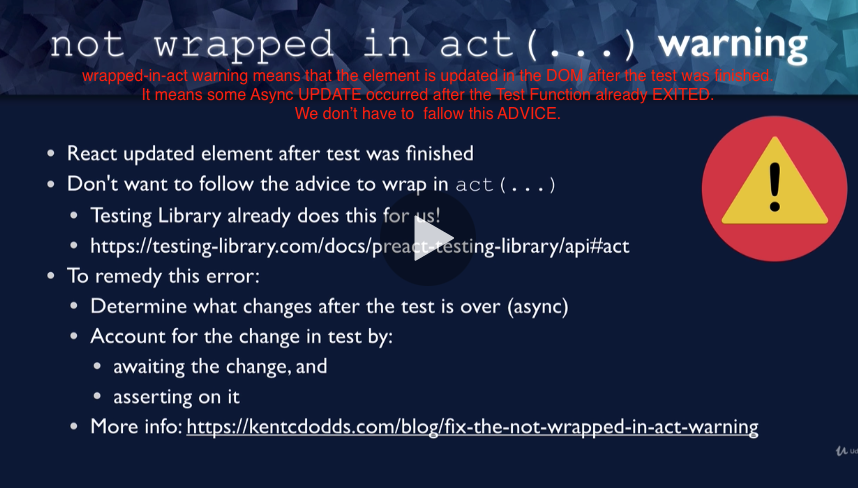 not wrapped in act(...) warning
wrapped-in-act warning means that the element is updated in the DOM after the test was finished.
It means some Async UPDATE occurred after the Test Function already EXITED.
We don't have to fallow this ADVICE.
• React updated element after test was finished
• Don't want to follow the advice to wrap in act(...)
• Testing Library already does this for us!
• https://testing-library.com/docs/preact-testing-library/api#act
• To remedy this error:
• Determine what changes after the test is over (async)
• Account for the change in test by:
• awaiting the change, and
• asserting on it
• More info: https://kentcdodds.com/blog/fix-the-not-wrapped-in-act-warning